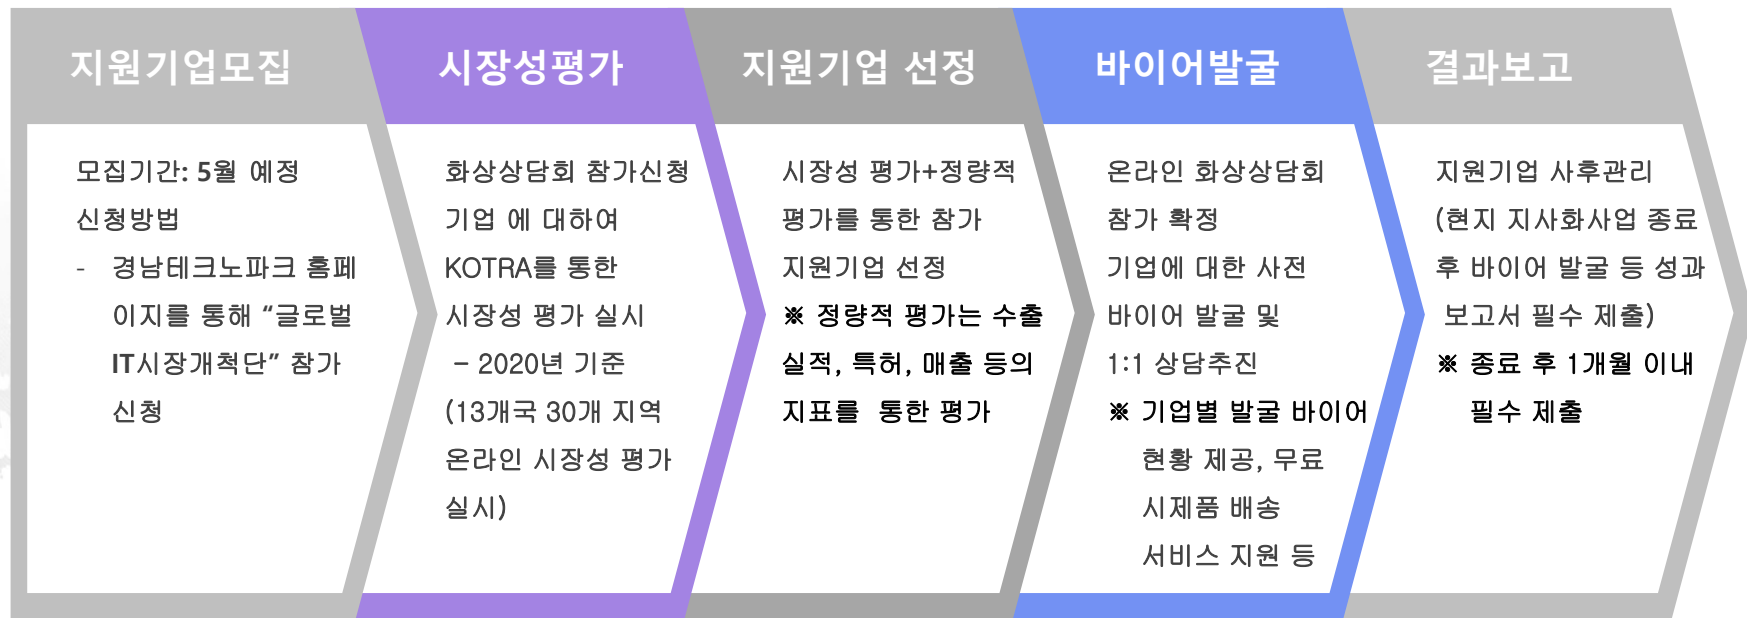 지원기업모집
모집기간: 5월 예정
신청방법
- 경남테크노파크 홈페
이지를 통해 “글로벌
IT시장개척단” 참가
신청
시장성평가
화상상담회 참가신청
기업 에 대하여
KOTRA를 통한
시장성 평가 실시
– 2020년 기준
(13개국 30개 지역
온라인 시장성 평가
실시)
지원기업 선정
시장성 평가+정량적
평가를 통한 참가
지원기업 선정
※ 정량적 평가는 수출
실적, 특허, 매출 등의
지표를 통한 평가
바이어발굴
온라인 화상상담회
참가 확정
기업에 대한 사전
바이어 발굴 및
1:1 상담추진
※ 기업별 발굴 바이어
현황 제공, 무료
시제품 배송
서비스 지원 등
결과보고
지원기업 사후관리
(현지 지사화사업 종료
후 바이어 발굴 등 성과
보고서 필수 제출)
※ 종료 후 1개월 이내
필수 제출